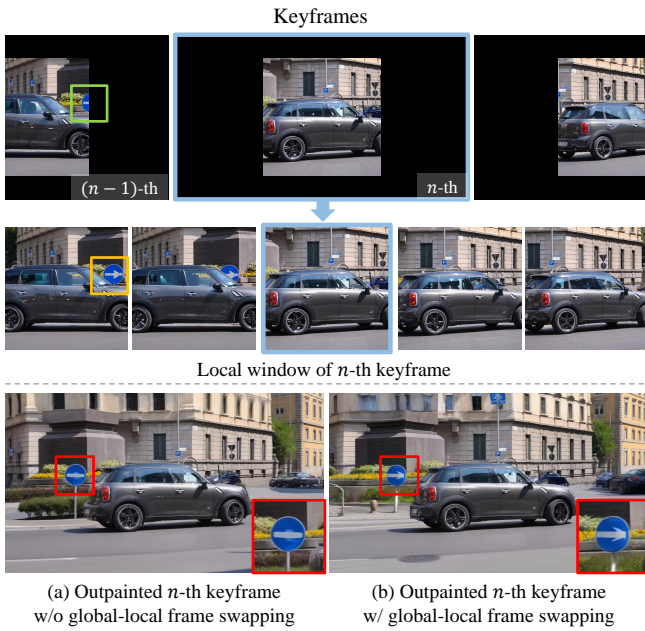 Keyframes
(n − 1)-th
n-th
Local window of n-th keyframe
(a) Outpainted n-th keyframe
w/o global-local frame swapping
(b) Outpainted n-th keyframe
w/ global-local frame swapping